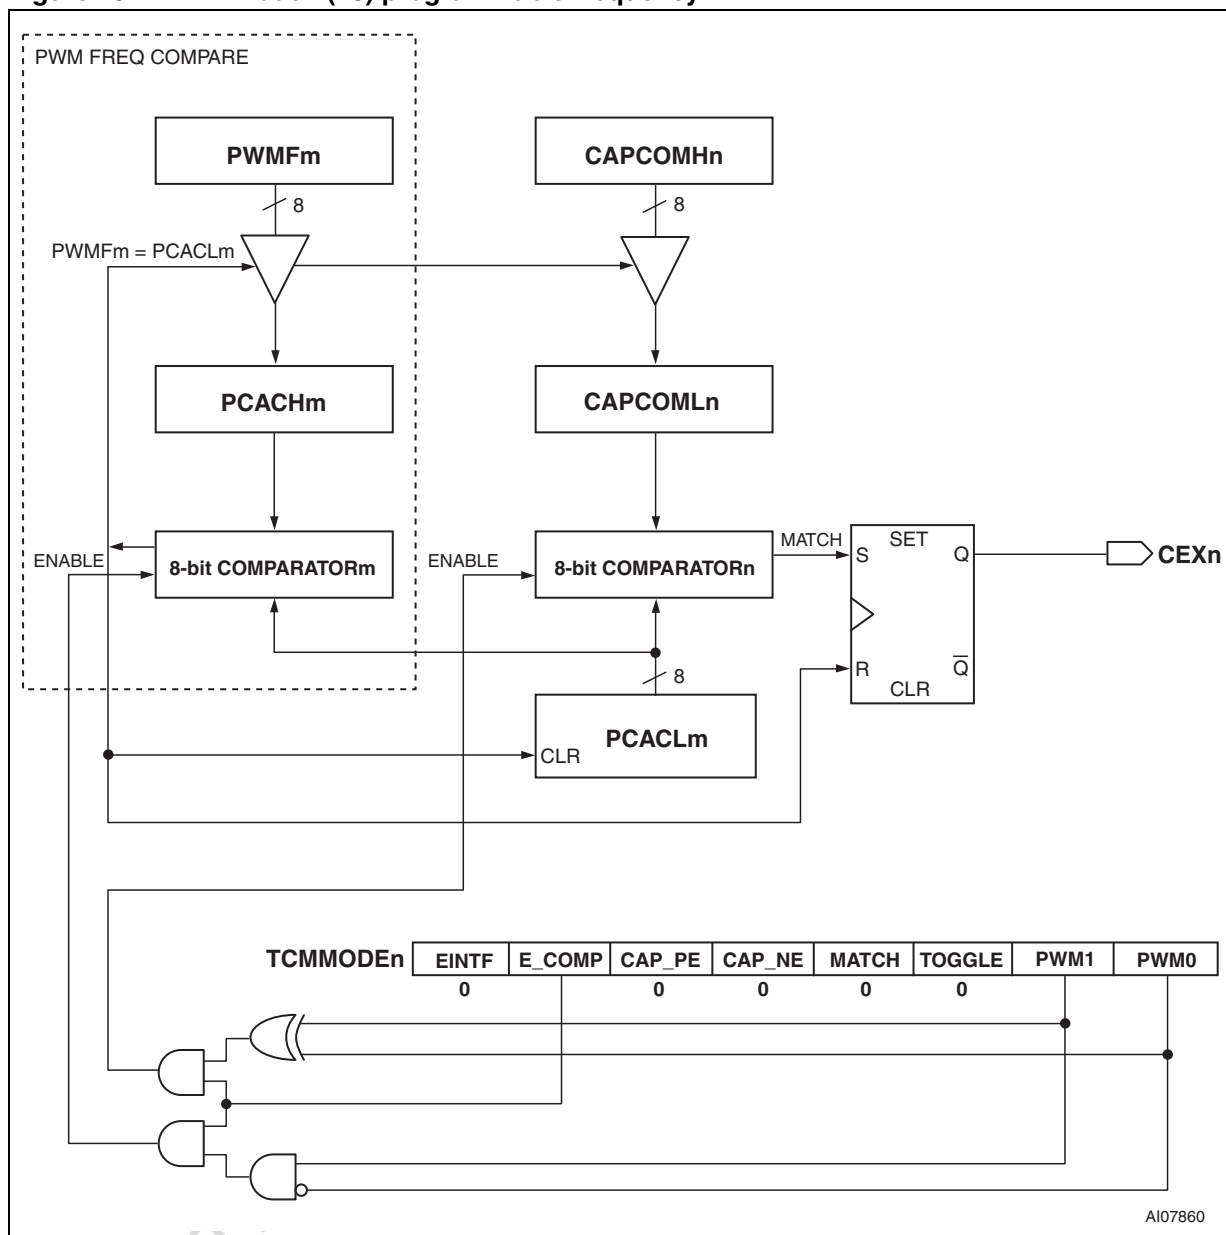 PWM FREQ COMPARE
PWMFm
CAPCOMHn
8
8
PWMFm = PCACLm
PCACHm
CAPCOMLn
ENABLE
8-bit COMPARATORm
ENABLE
8-bit COMPARATORn
MATCH
SET
S
Q
CEXn
R
Q̅
CLR
8
PCACLm
CLR
TCMMODEn
EINTF E_COMP CAP_PE CAP_NE MATCH TOGGLE PWM1 PWM0
0 0 0 0 0
AI07860